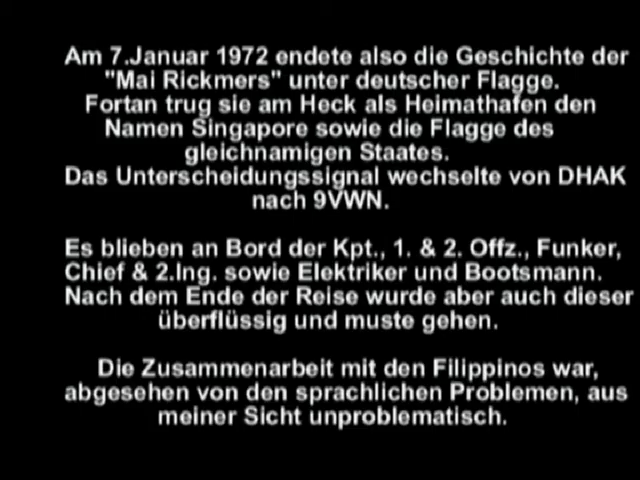 Am 7.Januar 1972 endete also die Geschichte der
"Mai Rickmers" unter deutscher Flagge.
Fortan trug sie am Heck als Heimathafen den
Namen Singapore sowie die Flagge des
gleichnamigen Staates.
Das Unterscheidungssignal wechselte von DHAK
nach 9VWN.
Es blieben an Bord der Kpt., 1. & 2. Offz., Funker,
Chief & 2.Ing. sowie Elektriker und Bootsmann.
Nach dem Ende der Reise wurde aber auch dieser
überflüssig und muste gehen.
Die Zusammenarbeit mit den Filippinos war,
abgesehen von den sprachlichen Problemen, aus
meiner Sicht unproblematisch.